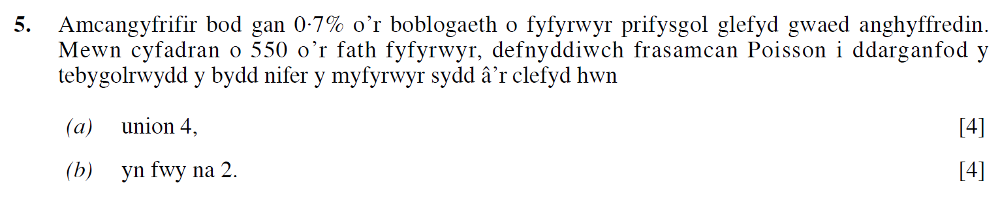 5. Amcangyfrifir bod gan 0·7% o’r boblogaeth o fyfyrwyr prifysgol glefyd gwaed anghyffredin.
Mewn cyfadran o 550 o’r fath fyfyrwyr, defnyddiwch frasamcan Poisson i ddarganfod y
tebygolrwydd y bydd nifer y myfyrwyr sydd â’r clefyd hwn
(a) union 4, [4]
(b) yn fwy na 2. [4]